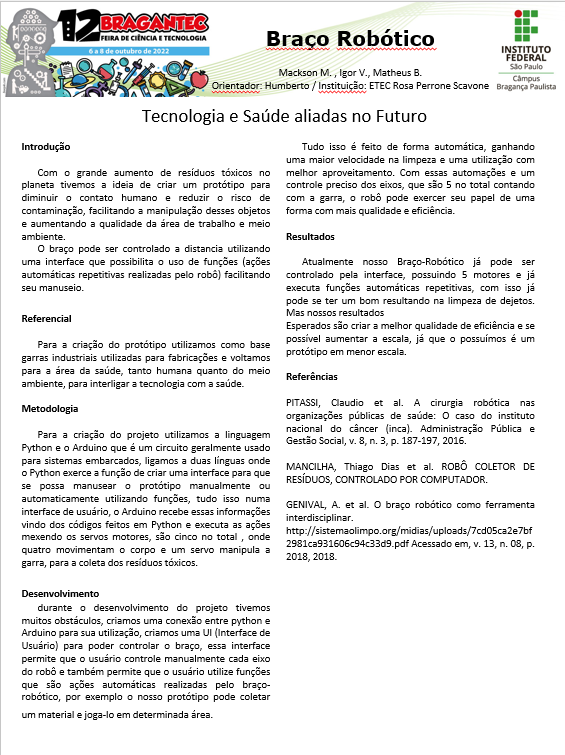 12 BRAGANTEC
FEIRA DE CIÊNCIA E TECNOLOGIA
6 a 8 de outubro de 2022
Braço Robótico
Mackson M. , Igor V., Matheus B.
Orientador: Humberto / Instituição: ETEC Rosa Perrone Scavone
INSTITUTO
FEDERAL
São Paulo
Câmpus
Bragança Paulista
Tecnologia e Saúde aliadas no Futuro
Introdução
Com o grande aumento de resíduos tóxicos no
planeta tivemos a ideia de criar um protótipo para
diminuir o contato humano e reduzir o risco de
contaminação, facilitando a manipulação desses objetos
e aumentando a qualidade da área de trabalho e meio
ambiente.
O braço pode ser controlado a distancia utilizando
uma interface que possibilita o uso de funções (ações
automáticas repetitivas realizadas pelo robô) facilitando
seu manuseio.
Referencial
Para a criação do protótipo utilizamos como base
garras industriais utilizadas para fabricações e voltamos
para a área da saúde, tanto humana quanto do meio
ambiente, para interligar a tecnologia com a saúde.
Metodologia
Para a criação do projeto utilizamos a linguagem
Python e o Arduino que é um circuito geralmente usado
para sistemas embarcados, ligamos a duas línguas onde
o Python exerce a função de criar uma interface para que
se possa manusear o protótipo manualmente ou
automaticamente utilizando funções, tudo isso numa
interface de usuário, o Arduino recebe essas informações
vindo dos códigos feitos em Python e executa as ações
mexendo os servos motores, são cinco no total , onde
quatro movimentam o corpo e um servo manipula a
garra, para a coleta dos resíduos tóxicos.
Desenvolvimento
durante o desenvolvimento do projeto tivemos
muitos obstáculos, criamos uma conexão entre python e
Arduino para sua utilização, criamos uma UI (Interface de
Usuário) para poder controlar o braço, essa interface
permite que o usuário controle manualmente cada eixo
do robô e também permite que o usuário utilize funções
que são ações automáticas realizadas pelo braço-
robótico, por exemplo o nosso protótipo pode coletar
um material e joga-lo em determinada área.
Tudo isso é feito de forma automática, ganhando
uma maior velocidade na limpeza e uma utilização com
melhor aproveitamento. Com essas automações e um
controle preciso dos eixos, que são 5 no total contando
com a garra, o robô pode exercer seu papel de uma
forma com mais qualidade e eficiência.
Resultados
Atualmente nosso Braço-Robótico já pode ser
controlado pela interface, possuindo 5 motores e já
executa funções automáticas repetitivas, com isso já
pode se ter um bom resultando na limpeza de dejetos.
Mas nossos resultados
Esperados são criar a melhor qualidade de eficiência e se
possível aumentar a escala, já que o possuímos é um
protótipo em menor escala.
Referências
PITASSI, Claudio et al. A cirurgia robótica nas
organizações públicas de saúde: O caso do instituto
nacional do câncer (inca). Administração Pública e
Gestão Social, v. 8, n. 3, p. 187-197, 2016.
MANCILHA, Thiago Dias et al. ROBÔ COLETOR DE
RESÍDUOS, CONTROLADO POR COMPUTADOR.
GENIVAL, A. et al. O braço robótico como ferramenta
interdisciplinar.
http://sistemaolimpo.org/midias/uploads/7cd05ca2e7bf
2981ca931606c94c33d9.pdf Acessado em, v. 13, n. 08, p.
2018, 2018.